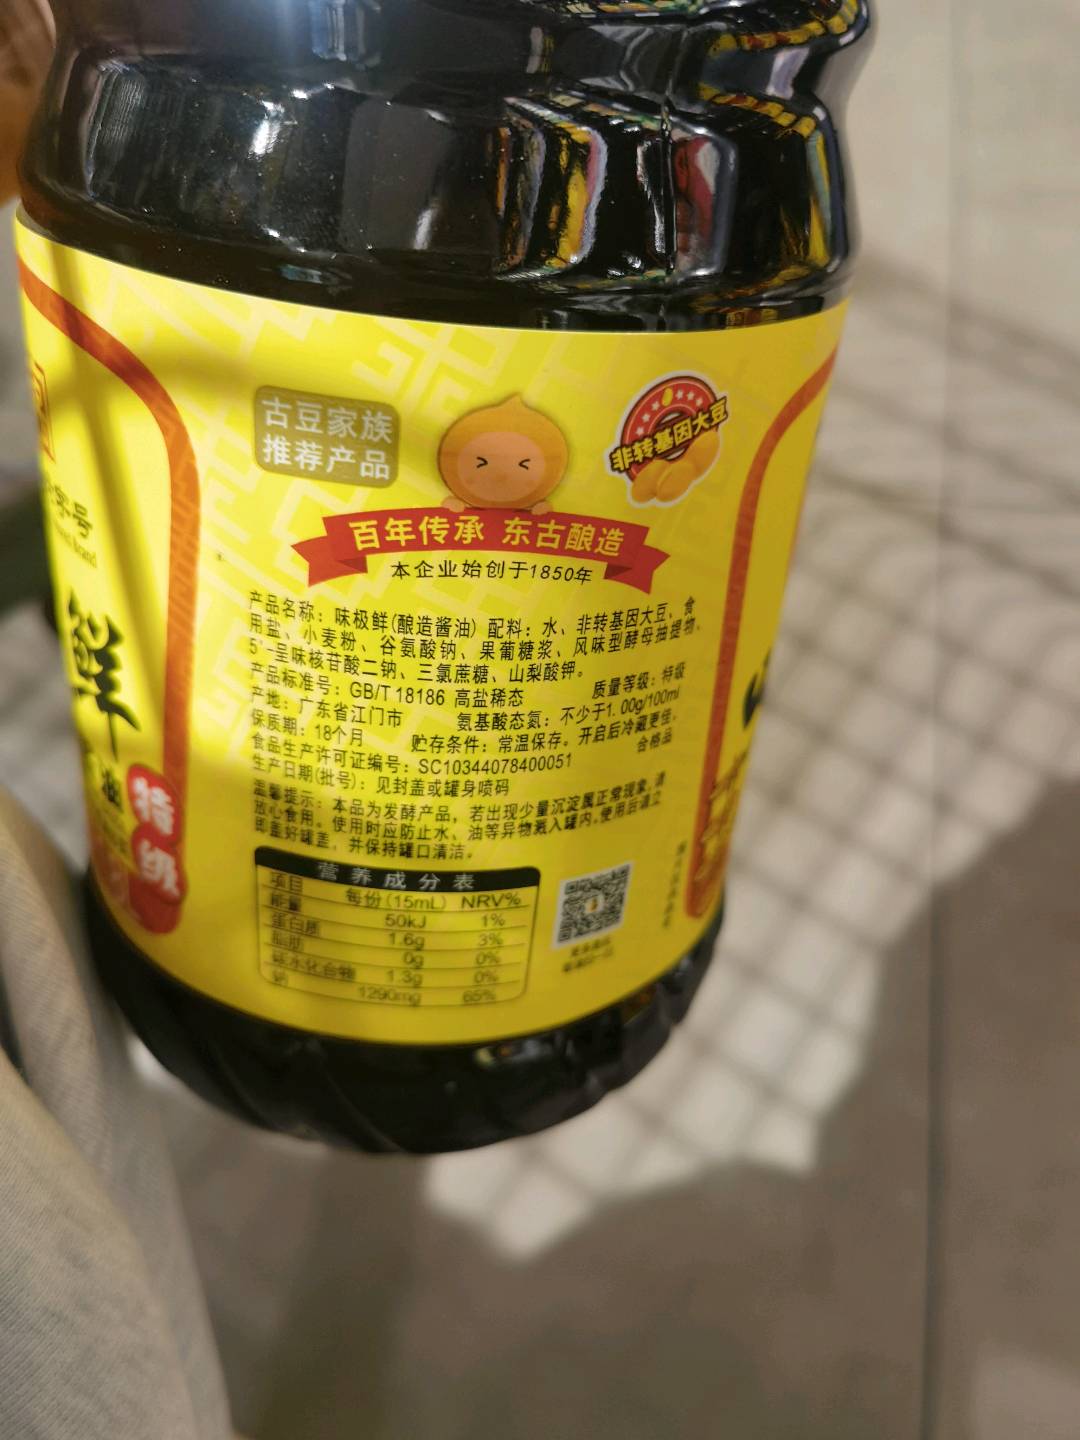 古豆家族
推荐产品
非转基因大豆
百年传承 东古酿造
本企业始创于1850年
产品名称：味极鲜(酿造酱油) 配料：水、非转基因大豆、食
用盐、小麦粉、谷氨酸钠、果葡糖浆、风味型酵母抽提物、
5'-呈味核苷酸二钠、三氯蔗糖、山梨酸钾。
产品标准号：GB/T 18186 高盐稀态 质量等级：特级
产地：广东省江门市 氨基酸态氮：不少于1.00g/100ml
保质期：18个月 贮存条件：常温保存。开启后冷藏更佳。
食品生产许可证编号：SC10344078400051 合格品
生产日期(批号)：见封盖或罐身喷码
温馨提示：本品为发酵产品，若出现少量沉淀属正常现象，请
放心食用。使用时应防止水、油等异物溅入罐内，使用后请立
即盖好罐盖，并保持罐口清洁。
营养成分表
项目 每份(15mL) NRV%
能量 50kJ 1%
蛋白质 1.6g 3%
脂肪 0g 0%
碳水化合物 1.3g 0%
钠 1290mg 65%
字号
鲜
油
特级